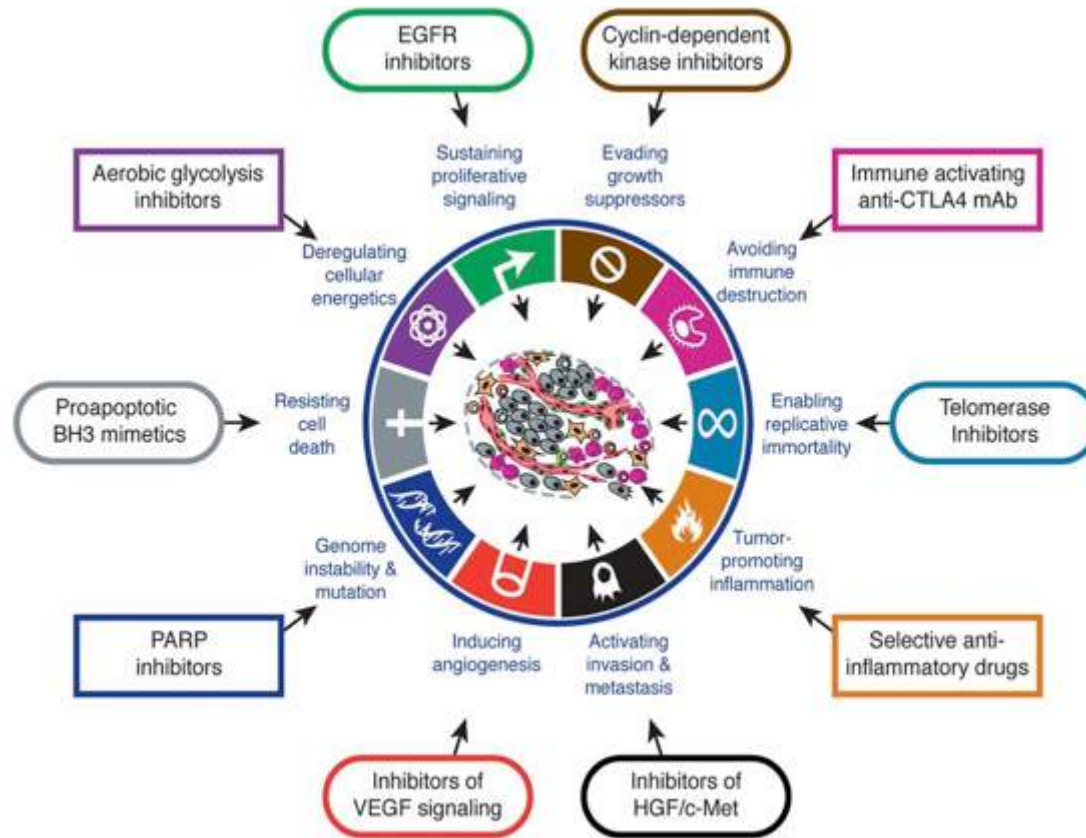 EGFR
inhibitors
Cyclin-dependent
kinase inhibitors
Sustaining
proliferative
signaling
Evading
growth
suppressors
Aerobic glycolysis
inhibitors
Immune activating
anti-CTLA4 mAb
Deregulating
cellular
energetics
Avoiding
immune
destruction
Proapoptotic
BH3 mimetics
Resisting
cell
death
Enabling
replicative
immortality
Telomerase
Inhibitors
Genome
instability &
mutation
Tumor-
promoting
inflammation
PARP
inhibitors
Inducing
angiogenesis
Activating
invasion &
metastasis
Selective anti-
inflammatory drugs
Inhibitors of
VEGF signaling
Inhibitors of
HGF/c-Met